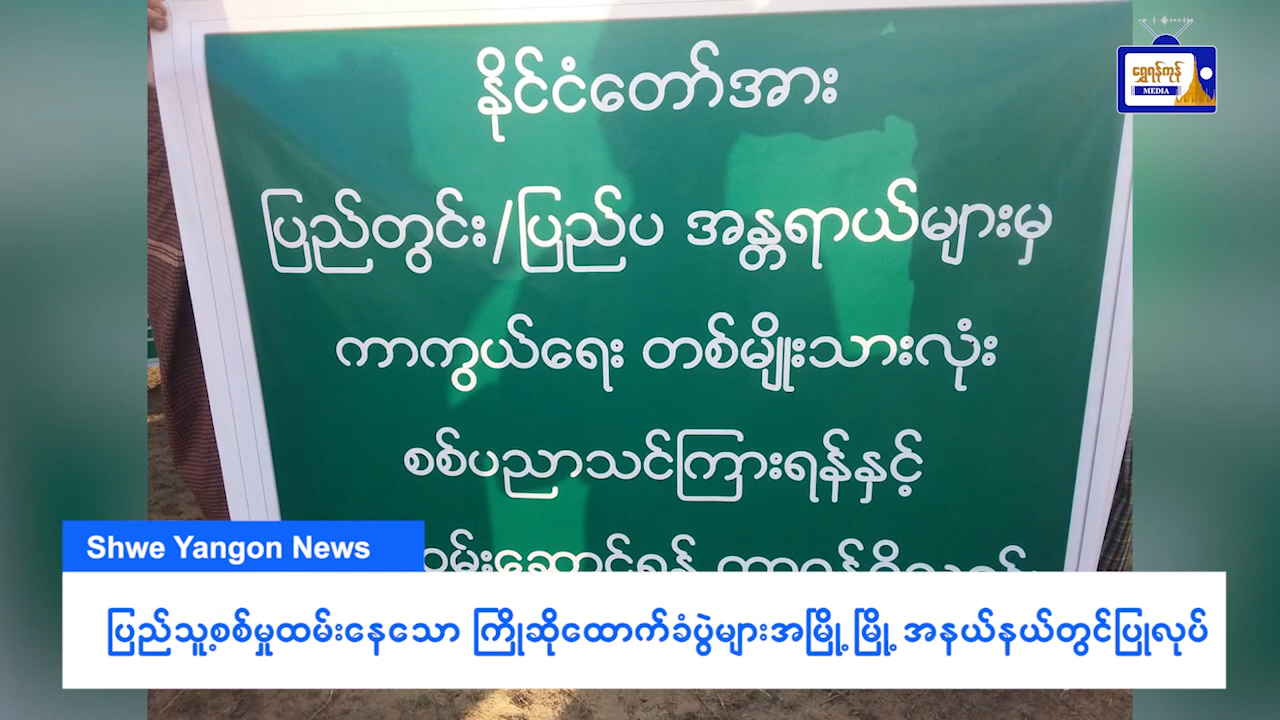 ရွှေရန်ကုန်
MEDIA
နိုင်ငံတော်အား
ပြည်တွင်း/ပြည်ပ အန္တရာယ်များမှ
ကာကွယ်ရေး တစ်မျိုးသားလုံး
စစ်ပညာသင်ကြားရန်နှင့်
Shwe Yangon News
ပြည်သူ့စစ်မှုထမ်းနေသော ကြိုဆိုထောက်ခံပွဲများအမြို့မြို့ အနယ်နယ်တွင်ပြုလုပ်